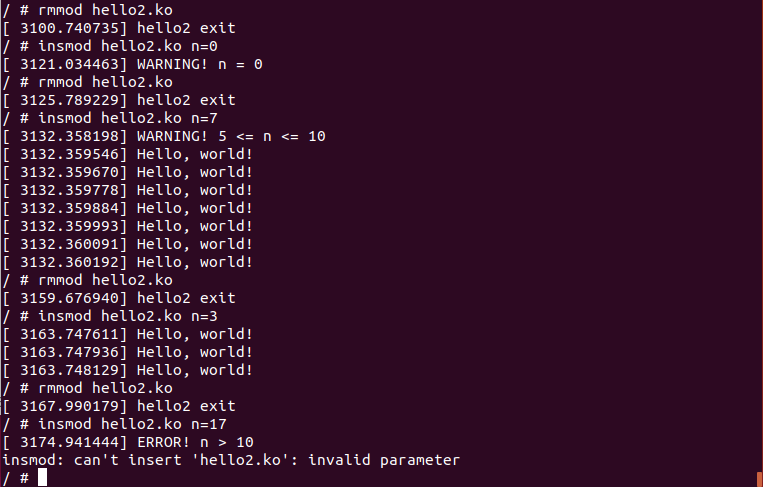 / # rmmod hello2.ko
[ 3100.740735] hello2 exit
/ # insmod hello2.ko n=0
[ 3121.034463] WARNING! n = 0
/ # rmmod hello2.ko
[ 3125.789229] hello2 exit
/ # insmod hello2.ko n=7
[ 3132.358198] WARNING! 5 <= n <= 10
[ 3132.359546] Hello, world!
[ 3132.359670] Hello, world!
[ 3132.359778] Hello, world!
[ 3132.359884] Hello, world!
[ 3132.359993] Hello, world!
[ 3132.360091] Hello, world!
[ 3132.360192] Hello, world!
/ # rmmod hello2.ko
[ 3159.676940] hello2 exit
/ # insmod hello2.ko n=3
[ 3163.747611] Hello, world!
[ 3163.747936] Hello, world!
[ 3163.748129] Hello, world!
/ # rmmod hello2.ko
[ 3167.990179] hello2 exit
/ # insmod hello2.ko n=17
[ 3174.941444] ERROR! n > 10
insmod: can't insert 'hello2.ko': invalid parameter
/ #